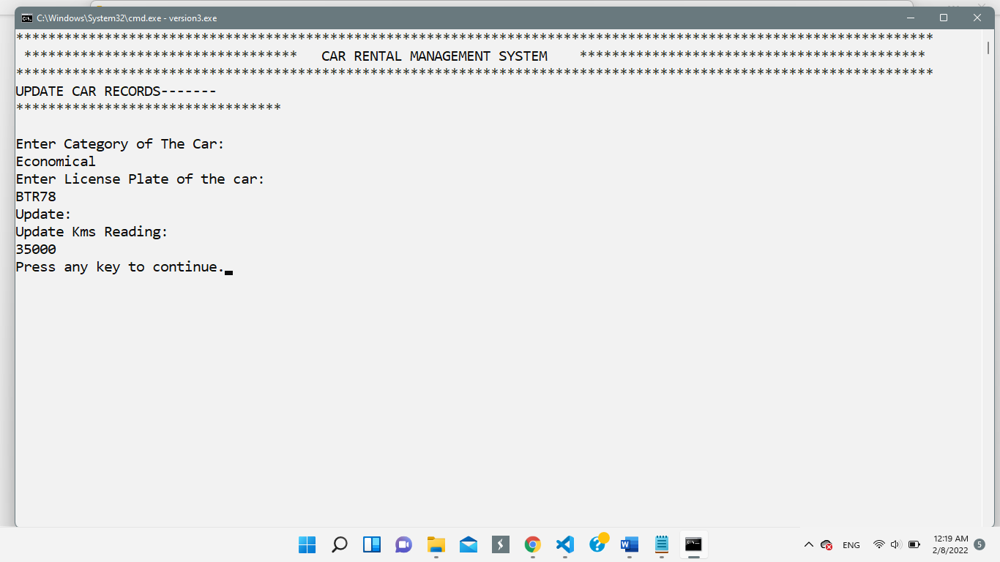 C:\Windows\System32\cmd.exe - version3.exe
******************************************************************************************************************
********************************** CAR RENTAL MANAGEMENT SYSTEM *******************************************
******************************************************************************************************************
UPDATE CAR RECORDS-------
*********************************
Enter Category of The Car:
Economical
Enter License Plate of the car:
BTR78
Update:
Update Kms Reading:
35000
Press any key to continue.
ENG
12:19 AM
2/8/2022
5